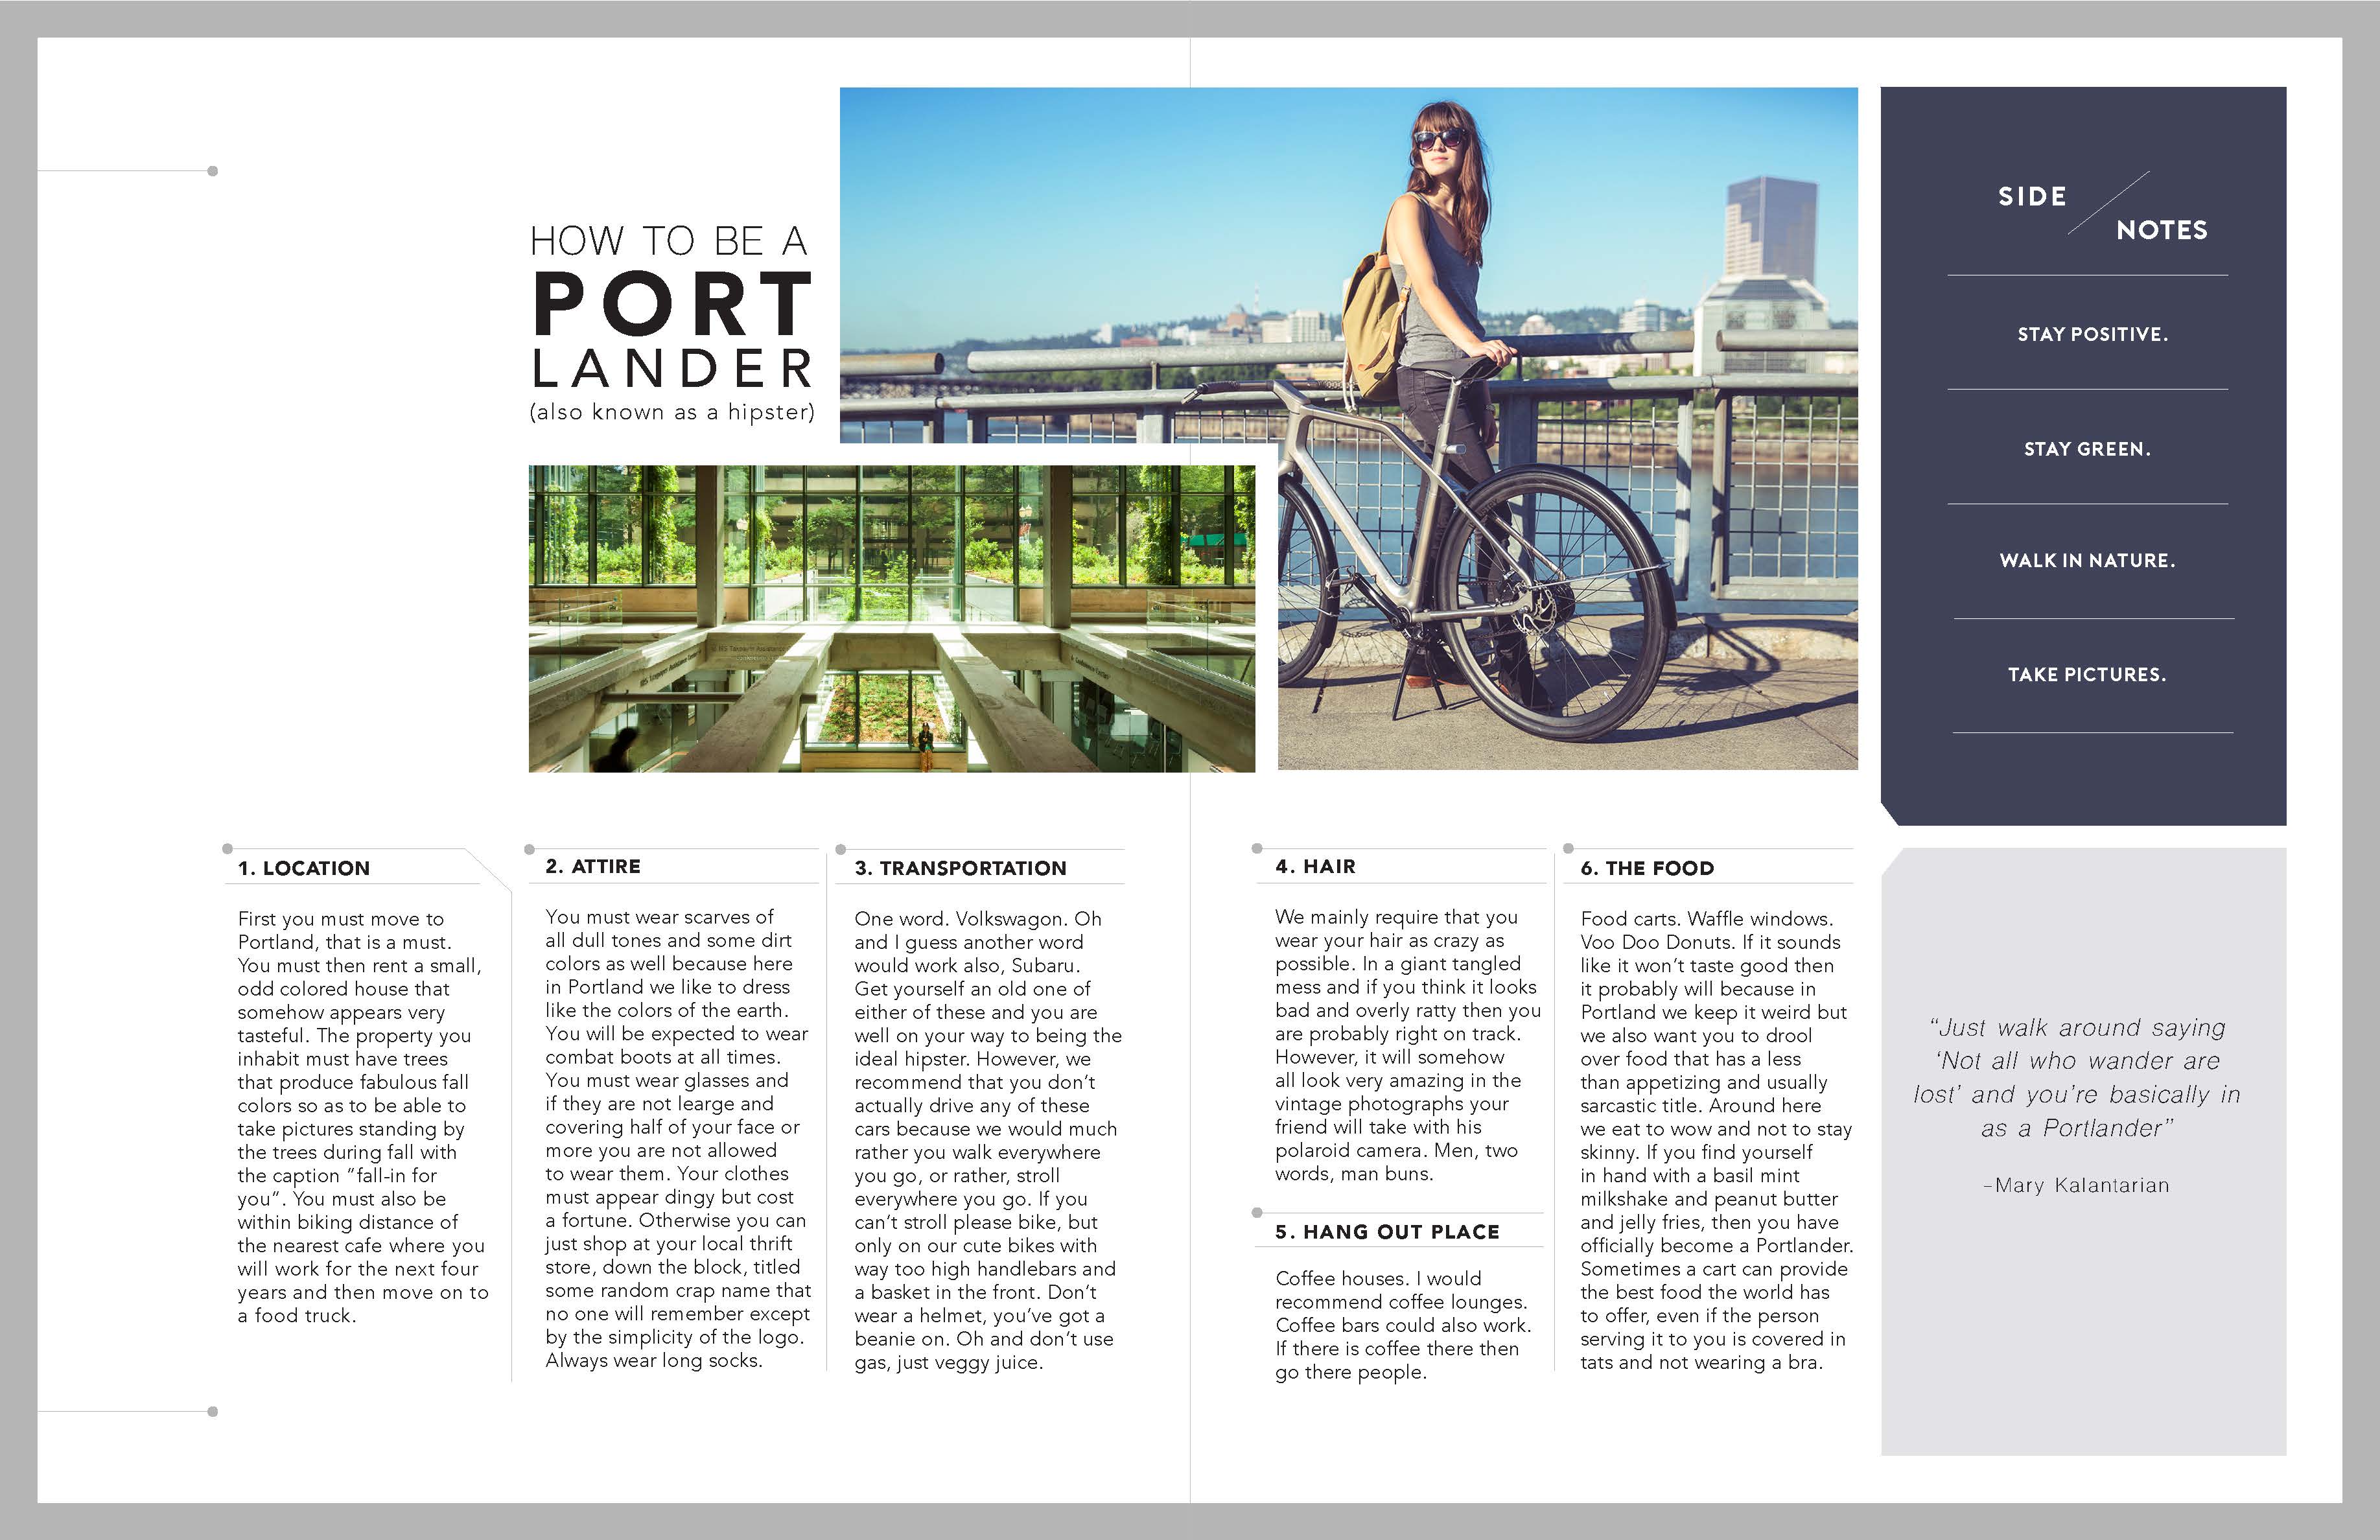 HOW TO BE A
PORT
LANDER
(also known as a hipster)
SIDE
NOTES
STAY POSITIVE.
STAY GREEN.
WALK IN NATURE.
TAKE PICTURES.
1. LOCATION
First you must move to
Portland, that is a must.
You must then rent a small,
odd colored house that
somehow appears very
tasteful. The property you
inhabit must have trees
that produce fabulous fall
colors so as to be able to
take pictures standing by
the trees during fall with
the caption "fall-in for
you". You must also be
within biking distance of
the nearest cafe where you
will work for the next four
years and then move on to
a food truck.
2. ATTIRE
You must wear scarves of
all dull tones and some dirt
colors as well because here
in Portland we like to dress
like the colors of the earth.
You will be expected to wear
combat boots at all times.
You must wear glasses and
if they are not learge and
covering half of your face or
more you are not allowed
to wear them. Your clothes
must appear dingy but cost
a fortune. Otherwise you can
just shop at your local thrift
store, down the block, titled
some random crap name that
no one will remember except
by the simplicity of the logo.
Always wear long socks.
3. TRANSPORTATION
One word. Volkswagon. Oh
and I guess another word
would work also, Subaru.
Get yourself an old one of
either of these and you are
well on your way to being the
ideal hipster. However, we
recommend that you don't
actually drive any of these
cars because we would much
rather you walk everywhere
you go, or rather, stroll
everywhere you go. If you
can't stroll please bike, but
only on our cute bikes with
way too high handlebars and
a basket in the front. Don't
wear a helmet, you've got a
beanie on. Oh and don't use
gas, just veggy juice.
4. HAIR
We mainly require that you
wear your hair as crazy as
possible. In a giant tangled
mess and if you think it looks
bad and overly ratty then you
are probably right on track.
However, it will somehow
all look very amazing in the
vintage photographs your
friend will take with his
polaroid camera. Men, two
words, man buns.
5. HANG OUT PLACE
Coffee houses. I would
recommend coffee lounges.
Coffee bars could also work.
If there is coffee there then
go there people.
6. THE FOOD
Food carts. Waffle windows.
Voo Doo Donuts. If it sounds
like it won't taste good then
it probably will because in
Portland we keep it weird but
we also want you to drool
over food that has a less
than appetizing and usually
sarcastic title. Around here
we eat to wow and not to stay
skinny. If you find yourself
in hand with a basil mint
milkshake and peanut butter
and jelly fries, then you have
officially become a Portlander.
Sometimes a cart can provide
the best food the world has
to offer, even if the person
serving it to you is covered in
tats and not wearing a bra.
"Just walk around saying
'Not all who wander are
lost' and you're basically in
as a Portlander"
–Mary Kalantarian